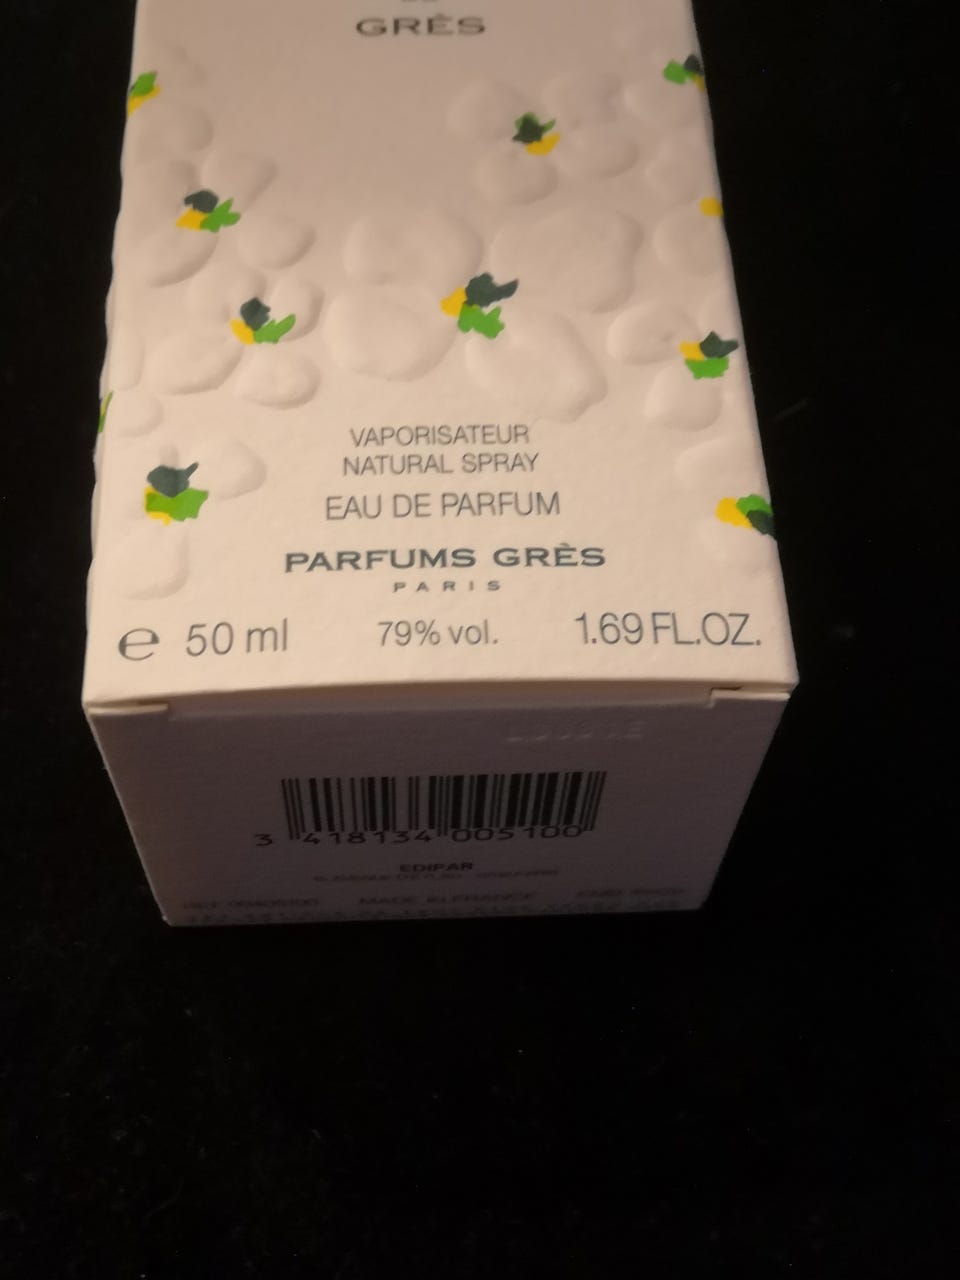 GRÈS
VAPORISATEUR
NATURAL SPRAY
EAU DE PARFUM
PARFUMS GRÈS
PARIS
e 50 ml 79% vol. 1.69 FL.OZ.
3 418134 005100
EDIPAR
MADE IN FRANCE